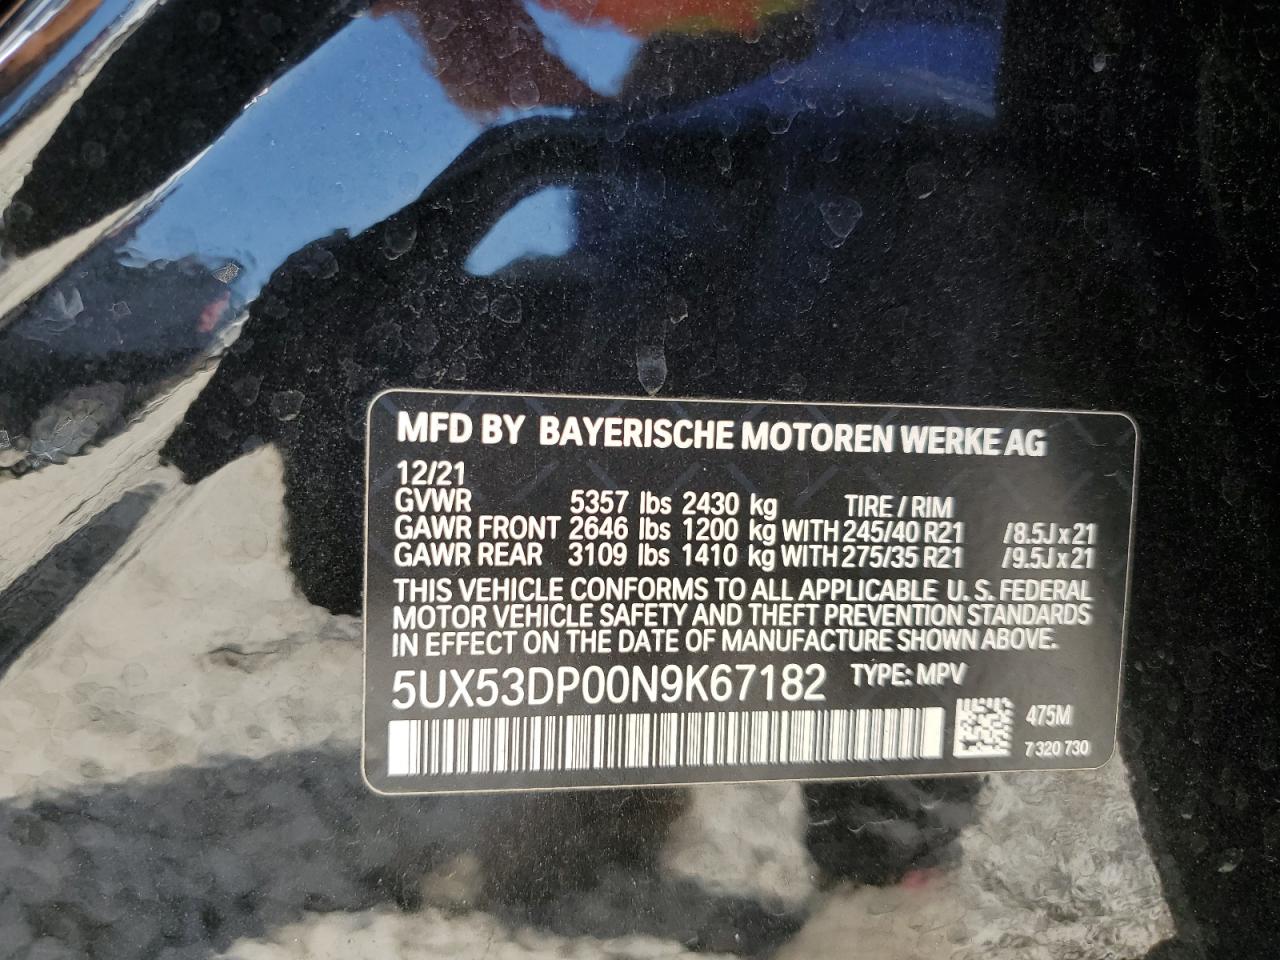 MFD BY BAYERISCHE MOTOREN WERKE AG
12/21
GVWR 5357 lbs 2430 kg TIRE / RIM
GAWR FRONT 2646 lbs 1200 kg WITH 245/40 R21 /8.5J x 21
GAWR REAR 3109 lbs 1410 kg WITH 275/35 R21 /9.5J x 21
THIS VEHICLE CONFORMS TO ALL APPLICABLE U.S. FEDERAL
MOTOR VEHICLE SAFETY AND THEFT PREVENTION STANDARDS
IN EFFECT ON THE DATE OF MANUFACTURE SHOWN ABOVE.
5UX53DP00N9K67182 TYPE: MPV
475M
7 320 730